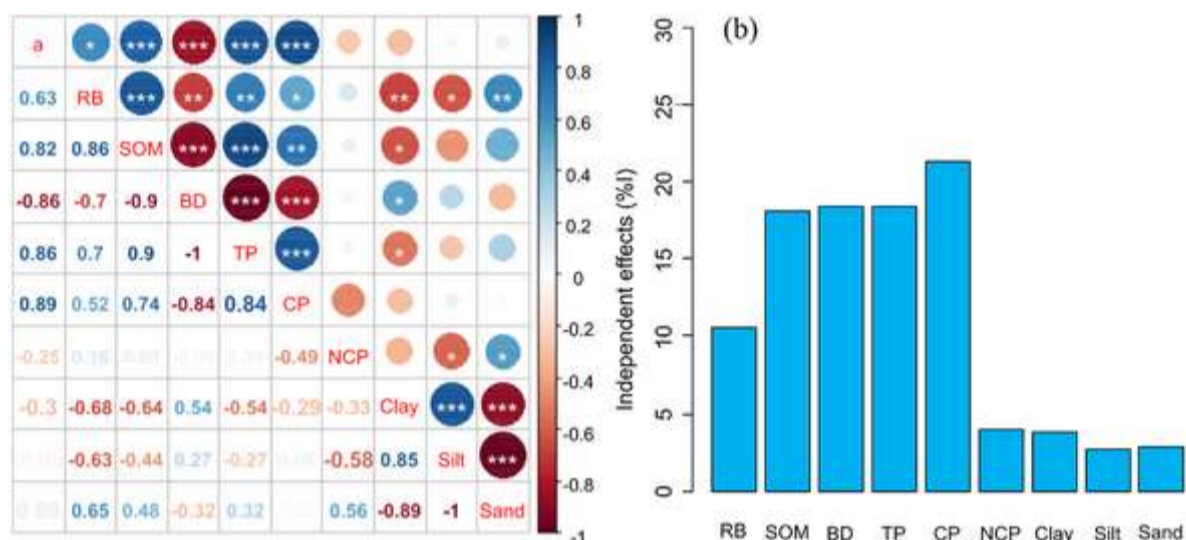 a * *** *** *** ***
0.63 RB *** ** ** * ** * **
0.82 0.86 SOM *** *** ** *
-0.86 -0.7 -0.9 BD *** *** *
0.86 0.7 0.9 -1 TP *** *
0.89 0.52 0.74 -0.84 0.84 CP
-0.25 0.16 -0.49 NCP * *
-0.3 -0.68 -0.64 0.54 -0.54 -0.29 -0.33 Clay *** ***
-0.63 -0.44 0.27 -0.27 -0.58 0.85 Silt ***
0.65 0.48 -0.32 0.32 0.56 -0.89 -1 Sand
1
0.8
0.6
0.4
0.2
0
-0.2
-0.4
-0.6
-0.8
-1
(b)
Independent effects (%I)
30
25
20
15
10
5
0
RB SOM BD TP CP NCP Clay Silt Sand